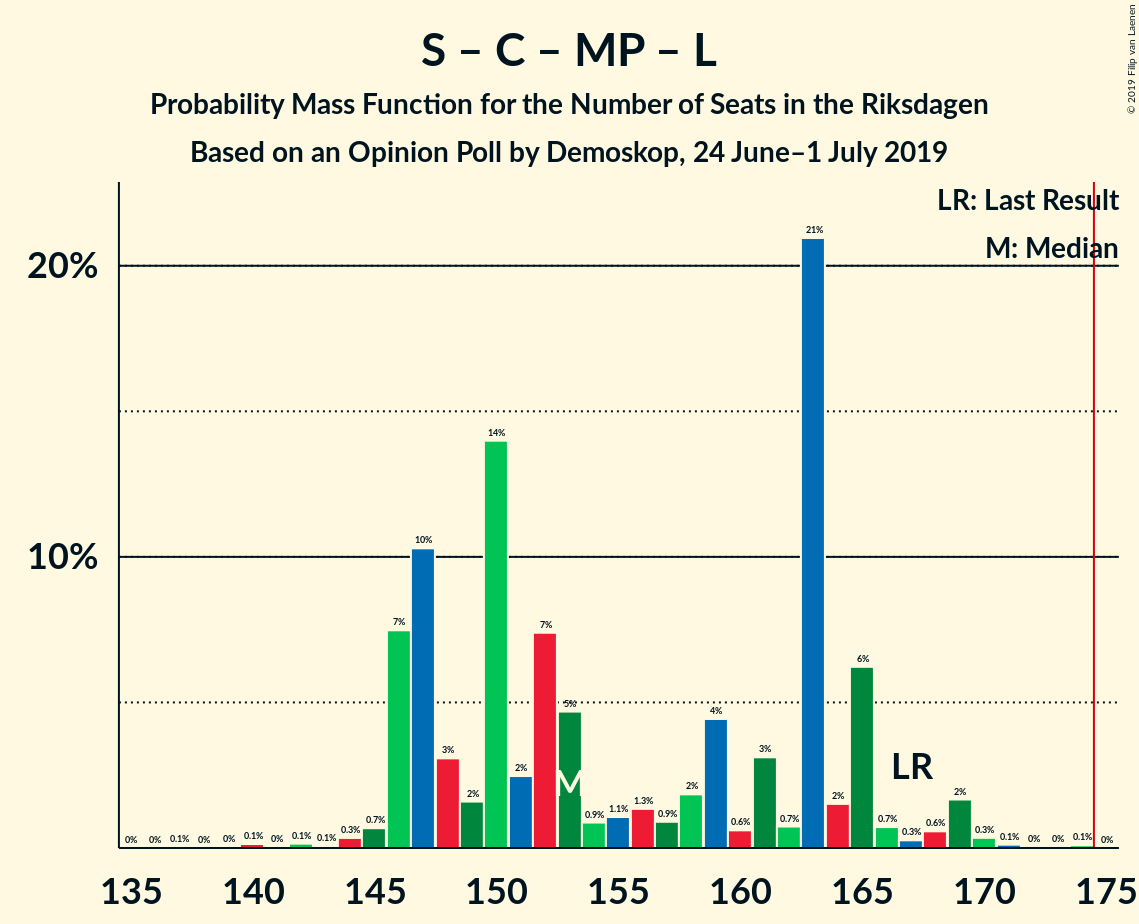 S – C – MP – L
Probability Mass Function for the Number of Seats in the Riksdagen
Based on an Opinion Poll by Demoskop, 24 June–1 July 2019
© 2019 Filip van Laenen
LR: Last Result
M: Median
20%
10%
0% 0% 0.1% 0% 0% 0.1% 0% 0.1% 0.1% 0.3% 0.7% 7% 10% 3% 2% 14% 2% 7% 5% 0.9% 1.1% 1.3% 0.9% 2% 4% 0.6% 3% 0.7% 21% 2% 6% 0.7% 0.3% 0.6% 2% 0.3% 0.1% 0% 0% 0.1% 0%
M
LR
135 140 145 150 155 160 165 170 175